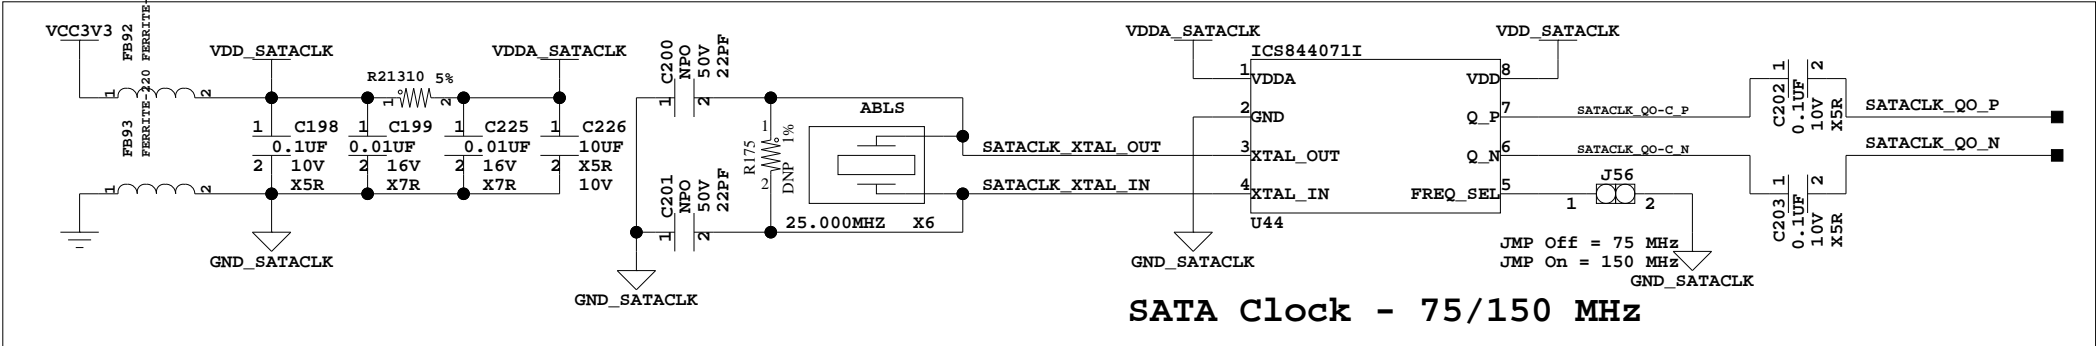 VCC3V3
FB92
FERRITE-
FB93
FERRITE-220
1
2
1
2
VDD_SATACLK
R21310 5%
1
2
VDDA_SATACLK
1 C198
0.1UF
2 10V
X5R
1 C199
0.01UF
2 16V
X7R
1 C225
0.01UF
2 16V
X7R
1 C226
10UF
2 X5R
10V
GND_SATACLK
C200
NPO
50V
22PF
1
2
C201
NPO
50V
22PF
1
2
GND_SATACLK
R175
DNP 1%
1
2
ABLS
25.000MHZ X6
SATACLK_XTAL_OUT
SATACLK_XTAL_IN
VDDA_SATACLK
VDD_SATACLK
ICS844071I
1 VDDA
2 GND
3 XTAL_OUT
4 XTAL_IN
VDD 8
Q_P 7
Q_N 6
FREQ_SEL 5
U44
GND_SATACLK
SATACLK_QO-C_P
SATACLK_QO-C_N
J56
1 2
JMP Off = 75 MHz
JMP On = 150 MHz
GND_SATACLK
C202
0.1UF
10V
X5R
1
2
C203
0.1UF
10V
X5R
1
2
SATACLK_QO_P
SATACLK_QO_N
SATA Clock - 75/150 MHz